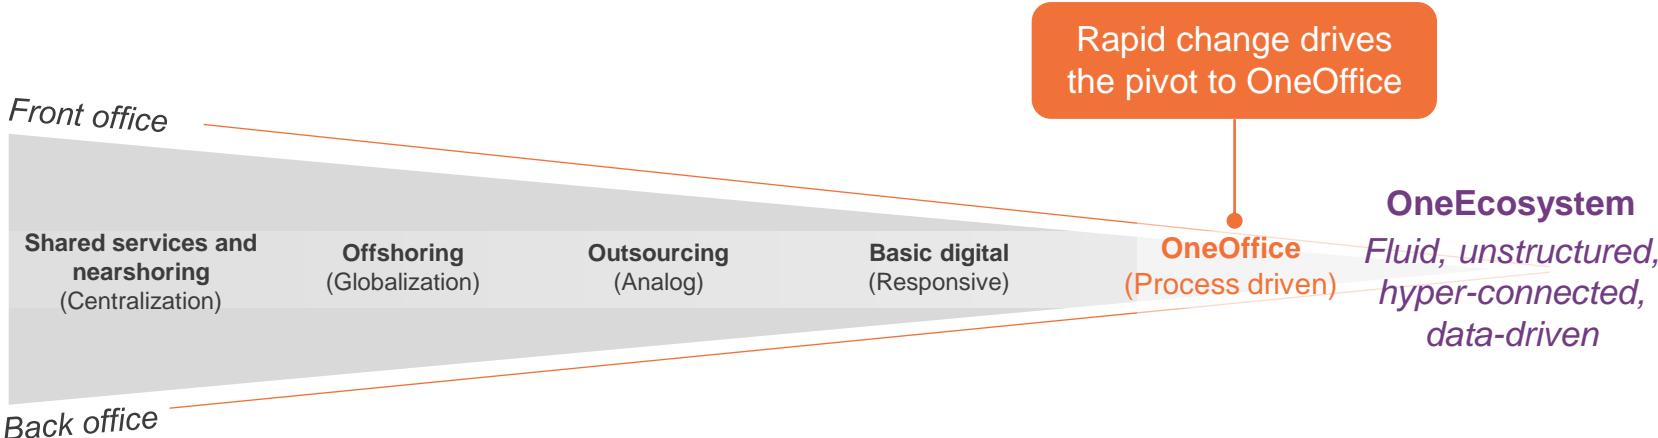 Rapid change drives
the pivot to OneOffice
Front office
Shared services and
nearshoring
(Centralization)
Offshoring
(Globalization)
Outsourcing
(Analog)
Basic digital
(Responsive)
OneOffice
(Process driven)
OneEcosystem
Fluid, unstructured,
hyper-connected,
data-driven
Back office